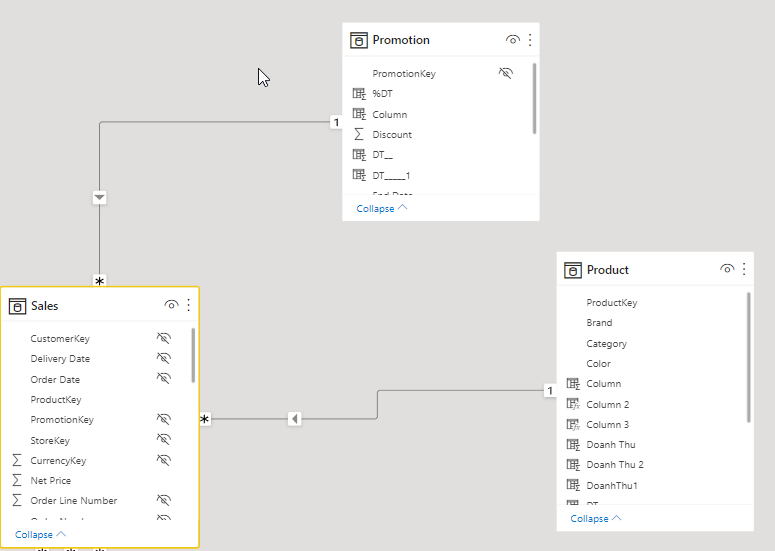 Promotion
PromotionKey
%DT
Column
Discount
DT__
DT_____1
End Date
Collapse
1
*
Sales
CustomerKey
Delivery Date
Order Date
ProductKey
PromotionKey
StoreKey
CurrencyKey
Net Price
Order Line Number
Collapse
*
1
Product
ProductKey
Brand
Category
Color
Column
Column 2
Column 3
Doanh Thu
Doanh Thu 2
DoanhThu1
Collapse